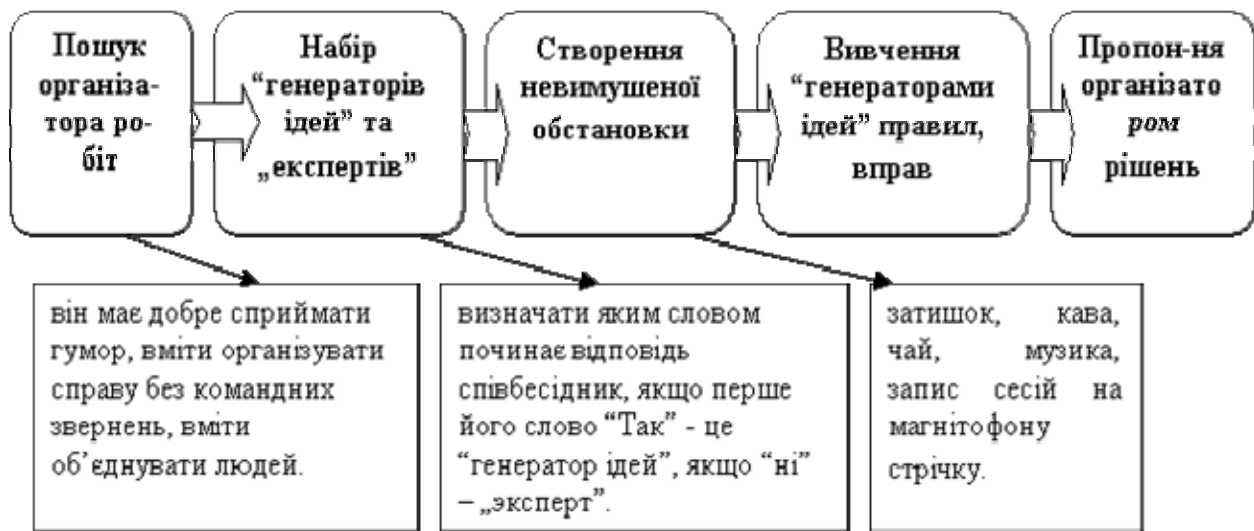 Пошук
організа-
тора ро-
біт
Набір
“генераторів
ідей” та
„експертів”
Створення
невимушеної
обстановки
Вивчення
“генераторами
ідей” правил,
вправ
Пропон-ня
організато
ром
рішень
він має добре сприймати
гумор, вміти організувати
справу без командних
звернень, вміти
об’єднувати людей.
визначати яким словом
починає відповідь
співбесідник, якщо перше
його слово “Так” - це
“генератор ідей”, якщо “ні”
– „эксперт”.
затишок, кава,
чай, музика,
запис сесій на
магнітофону
стрічку.